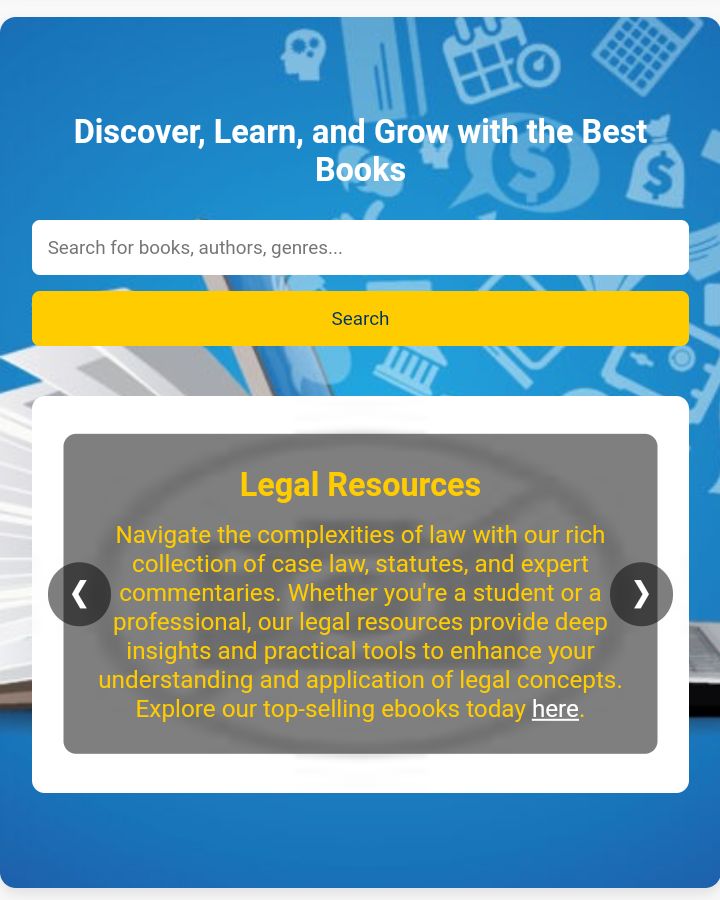 Discover, Learn, and Grow with the Best
Books
Search for books, authors, genres...
Search
Legal Resources
Navigate the complexities of law with our rich
collection of case law, statutes, and expert
commentaries. Whether you're a student or a
professional, our legal resources provide deep
insights and practical tools to enhance your
understanding and application of legal concepts.
Explore our top-selling ebooks today here.
❮ ❯